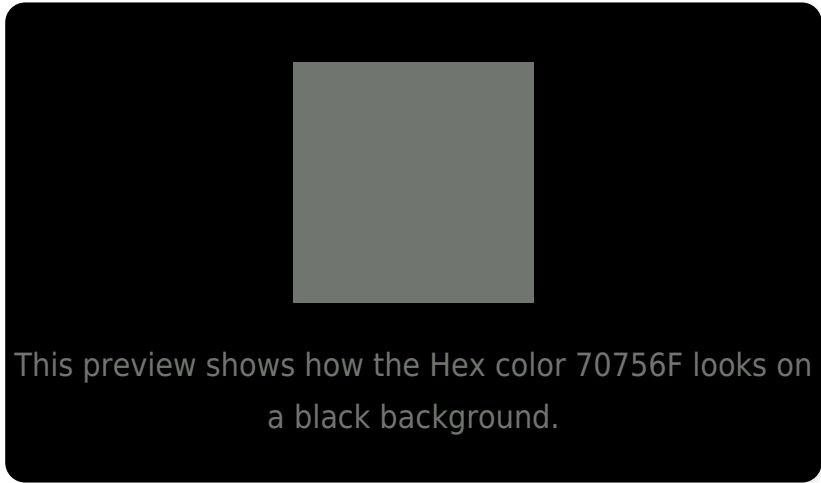 This preview shows how the Hex color 70756F looks on
a black background.